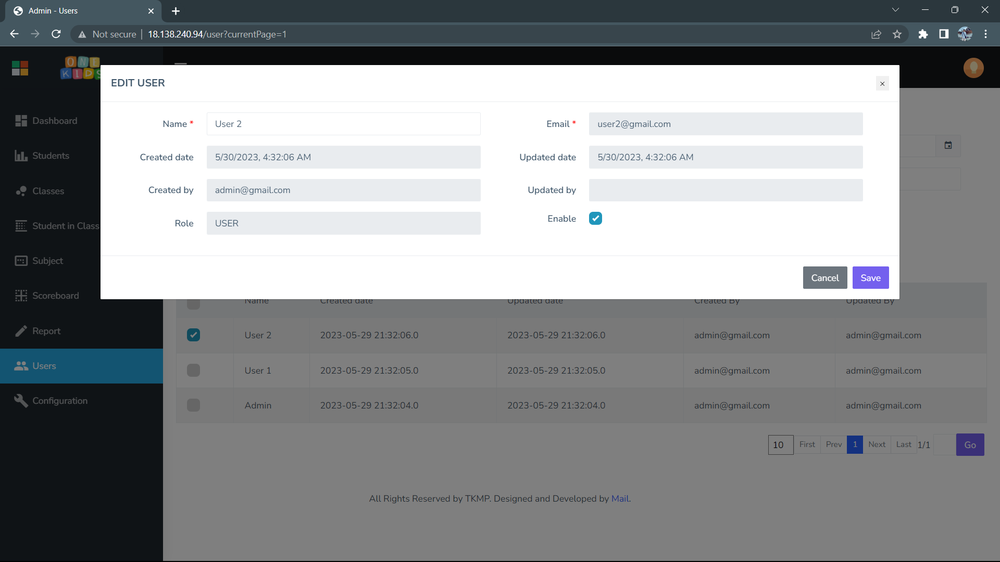 Admin - Users
Not secure | 18.138.240.94/user?currentPage=1
ONE
KIDS
EDIT USER
×
Name * User 2 Email * user2@gmail.com
Created date 5/30/2023, 4:32:06 AM Updated date 5/30/2023, 4:32:06 AM
Created by admin@gmail.com Updated by
Role USER Enable
Cancel Save
Dashboard
Students
Classes
Student in Class
Subject
Scoreboard
Report
Users
Configuration
Name Created date Updated date Created By Updated By
User 2 2023-05-29 21:32:06.0 2023-05-29 21:32:06.0 admin@gmail.com admin@gmail.com
User 1 2023-05-29 21:32:05.0 2023-05-29 21:32:05.0 admin@gmail.com admin@gmail.com
Admin 2023-05-29 21:32:04.0 2023-05-29 21:32:04.0 admin@gmail.com admin@gmail.com
10 First Prev 1 Next Last 1/1 Go
All Rights Reserved by TKMP. Designed and Developed by Mail.